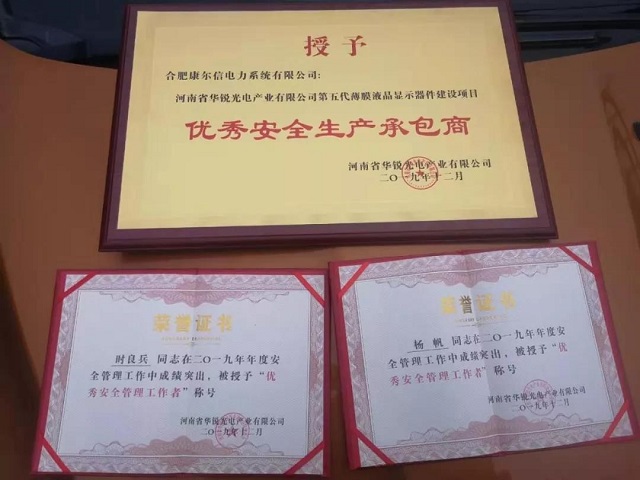 授予
合肥康尔信电力系统有限公司:
河南省华锐光电产业有限公司第五代薄膜液晶显示器件建设项目
优秀安全生产承包商
河南省华锐光电产业有限公司
二〇一九年十二月
荣誉证书
时良兵 同志在二〇一九年年度安
全管理工作中成绩突出，被授予“优
秀安全管理工作者”称号
河南省华锐光电产业有限公司
二〇一九年十二月
荣誉证书
杨帆 同志在二〇一九年年度安
全管理工作中成绩突出，被授予“优
秀安全管理工作者”称号
河南省华锐光电产业有限公司
二〇一九年十二月